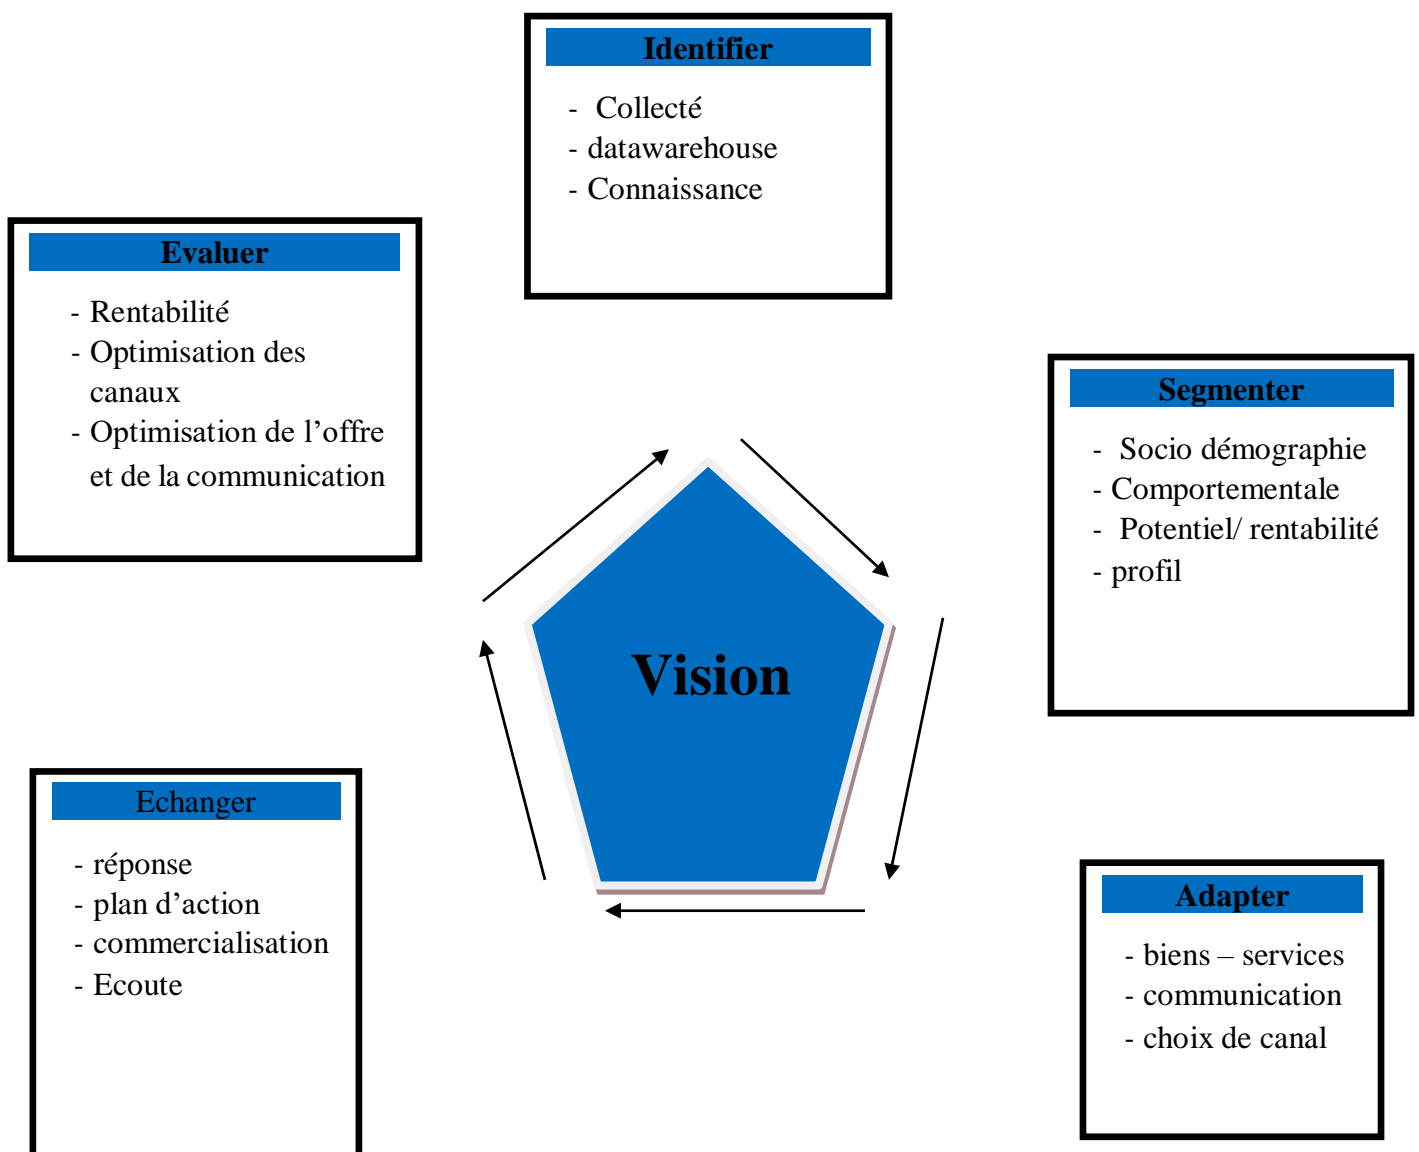 Identifier
- Collecté
- datawarehouse
- Connaissance
Evaluer
- Rentabilité
- Optimisation des
canaux
- Optimisation de l’offre
et de la communication
Segmenter
- Socio démographie
- Comportementale
- Potentiel/ rentabilité
- profil
Vision
Echanger
- réponse
- plan d’action
- commercialisation
- Ecoute
Adapter
- biens – services
- communication
- choix de canal